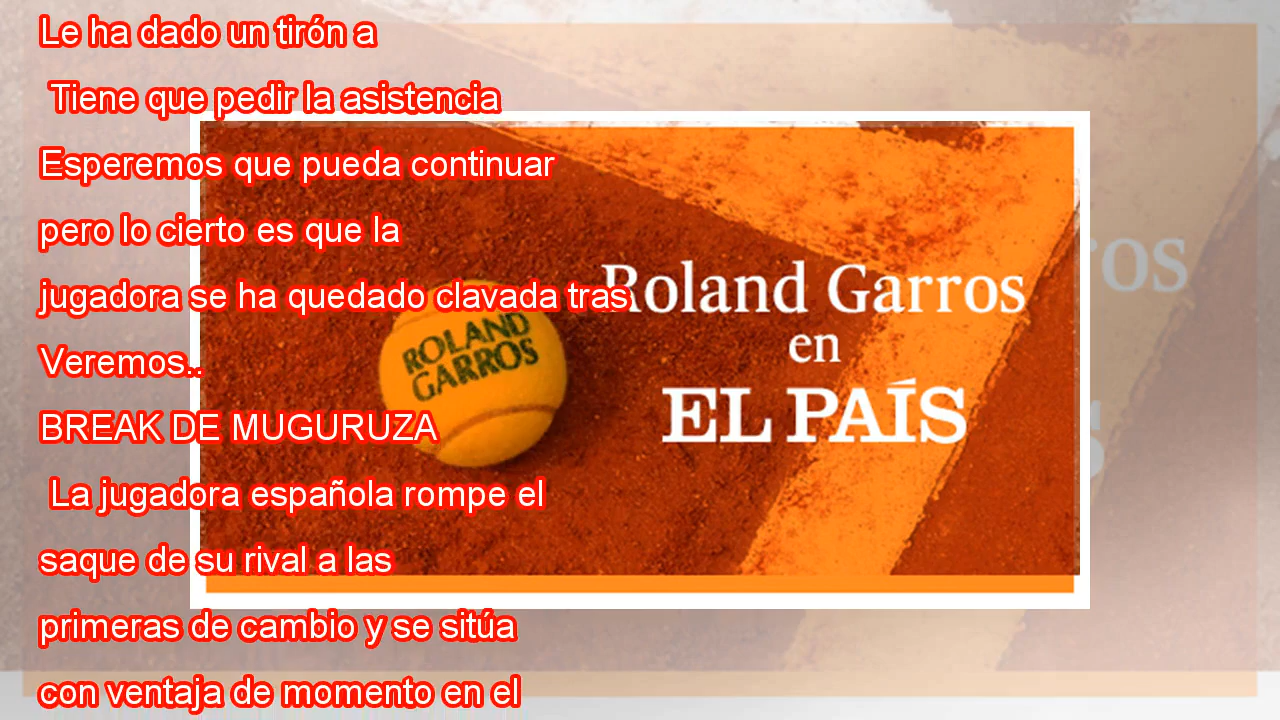 Le ha dado un tirón a
Tiene que pedir la asistencia
Esperemos que pueda continuar
pero lo cierto es que la
jugadora se ha quedado clavada tras
Veremos..
BREAK DE MUGURUZA
La jugadora española rompe el
saque de su rival a las
primeras de cambio y se sitúa
con ventaja de momento en el
Roland Garros
en
EL PAÍS
ROLAND
GARROS
ros
S